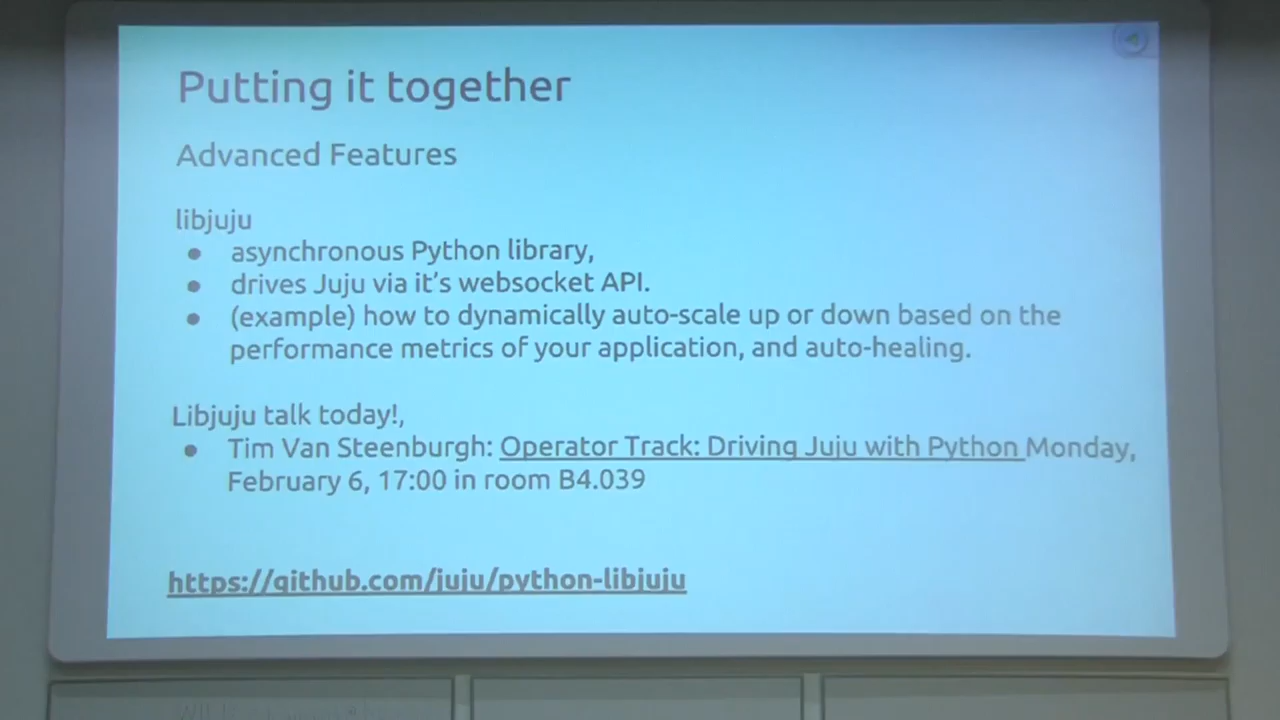 Putting it together
Advanced Features
libjuju
● asynchronous Python library,
● drives Juju via it's websocket API.
● (example) how to dynamically auto-scale up or down based on the
performance metrics of your application, and auto-healing.
Libjuju talk today!,
● Tim Van Steenburgh: Operator Track: Driving Juju with Python Monday,
February 6, 17:00 in room B4.039
https://github.com/juju/python-libjuju